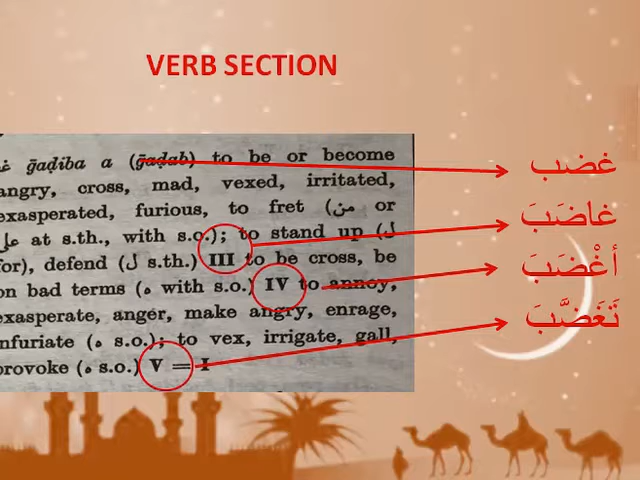 VERB SECTION
ḡaḍiba a (ḡaḍab) to be or become
angry, cross, mad, vexed, irritated,
exasperated, furious, to fret (من or
على at s.th., with s.o.); to stand up (ل
for), defend (ل s.th.) III to be cross, be
on bad terms (ه with s.o.) IV to annoy,
exasperate, anger, make angry, enrage,
infuriate (ه s.o.); to vex, irrigate, gall,
provoke (ه s.o.) V = I
غضب
غاضَبَ
أغْضَبَ
تَغَضَّبَ